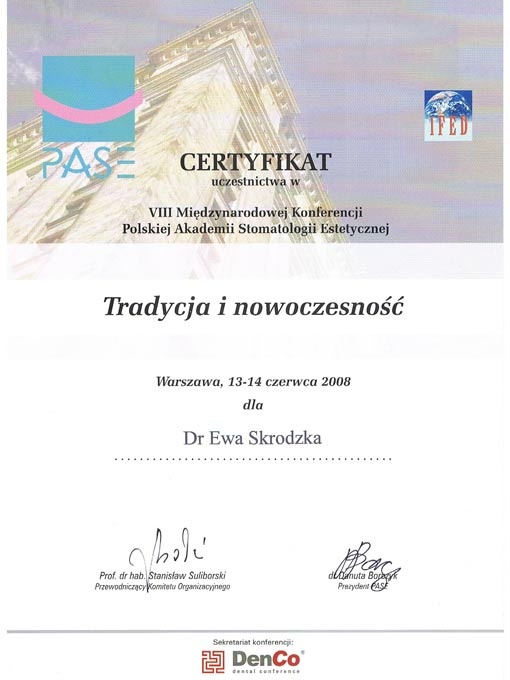 PASE
IFED
CERTYFIKAT
uczestnictwa w
VIII Międzynarodowej Konferencji
Polskiej Akademii Stomatologii Estetycznej
Tradycja i nowoczesność
Warszawa, 13-14 czerwca 2008
dla
Dr Ewa Skrodzka
Prof. dr hab. Stanisław Suliborski
Przewodniczący Komitetu Organizacyjnego
dr Danuta Borczyk
Prezydent PASE
Sekretariat konferencji:
DenCo®
dental conference